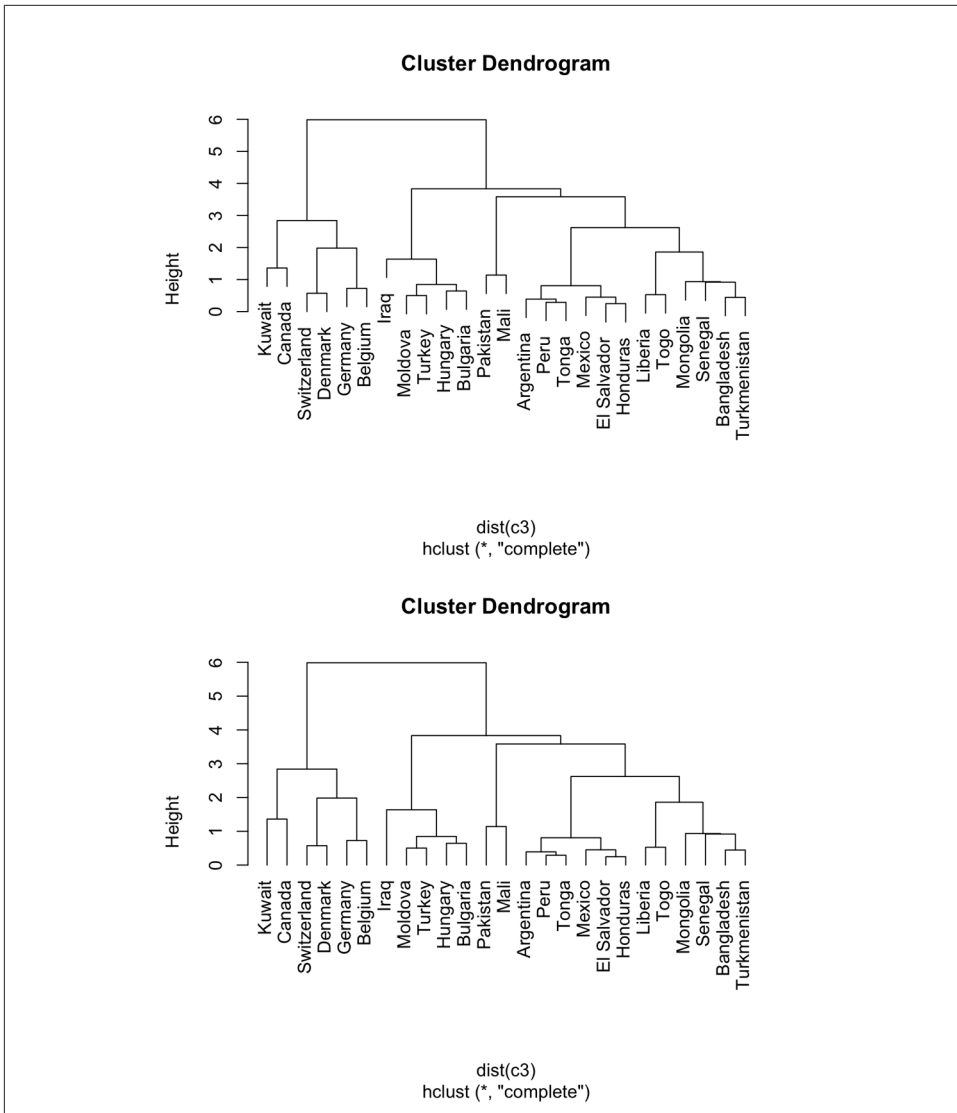 Cluster Dendrogram
6
5
4
3
2
1
0
Height
Kuwait
Canada
Switzerland
Denmark
Germany
Belgium
Iraq
Moldova
Turkey
Hungary
Bulgaria
Pakistan
Mali
Argentina
Peru
Tonga
Mexico
El Salvador
Honduras
Liberia
Togo
Mongolia
Senegal
Bangladesh
Turkmenistan
dist(c3)
hclust (*, "complete")
Cluster Dendrogram
6
5
4
3
2
1
0
Height
Kuwait
Canada
Switzerland
Denmark
Germany
Belgium
Iraq
Moldova
Turkey
Hungary
Bulgaria
Pakistan
Mali
Argentina
Peru
Tonga
Mexico
El Salvador
Honduras
Liberia
Togo
Mongolia
Senegal
Bangladesh
Turkmenistan
dist(c3)
hclust (*, "complete")